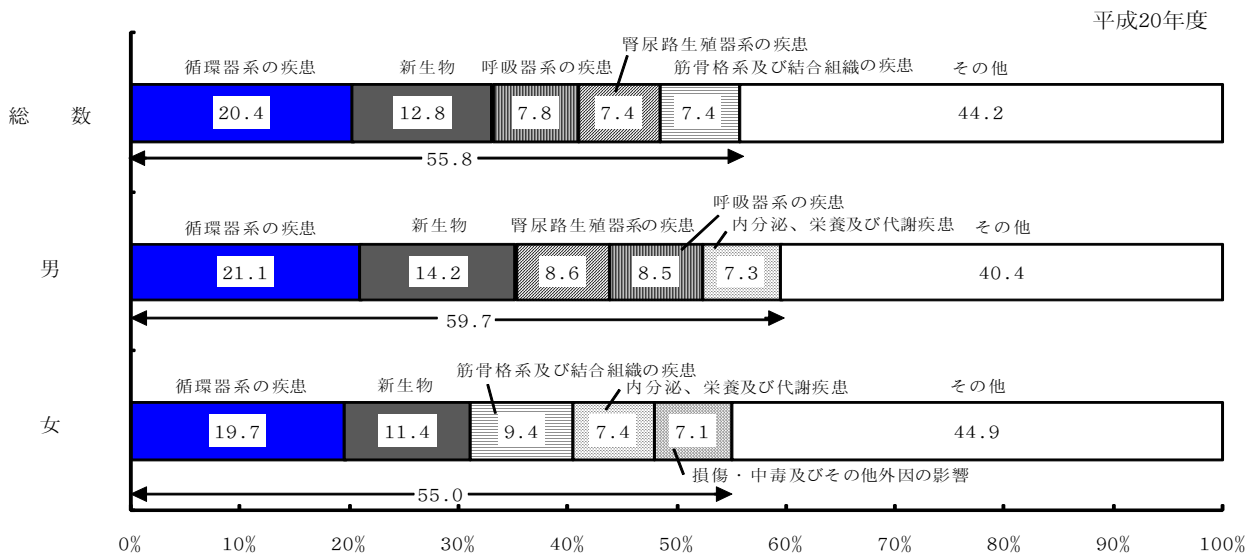 平成20年度
腎尿路生殖器系の疾患
循環器系の疾患 新生物 呼吸器系の疾患 筋骨格系及び結合組織の疾患 その他
総 数 20.4 12.8 7.8 7.4 7.4 44.2
55.8
呼吸器系の疾患
循環器系の疾患 新生物 腎尿路生殖器系の疾患 内分泌、栄養及び代謝疾患 その他
男 21.1 14.2 8.6 8.5 7.3 40.4
59.7
筋骨格系及び結合組織の疾患
循環器系の疾患 新生物 内分泌、栄養及び代謝疾患 その他
女 19.7 11.4 9.4 7.4 7.1 44.9
損傷・中毒及びその他外因の影響
55.0
0% 10% 20% 30% 40% 50% 60% 70% 80% 90% 100%